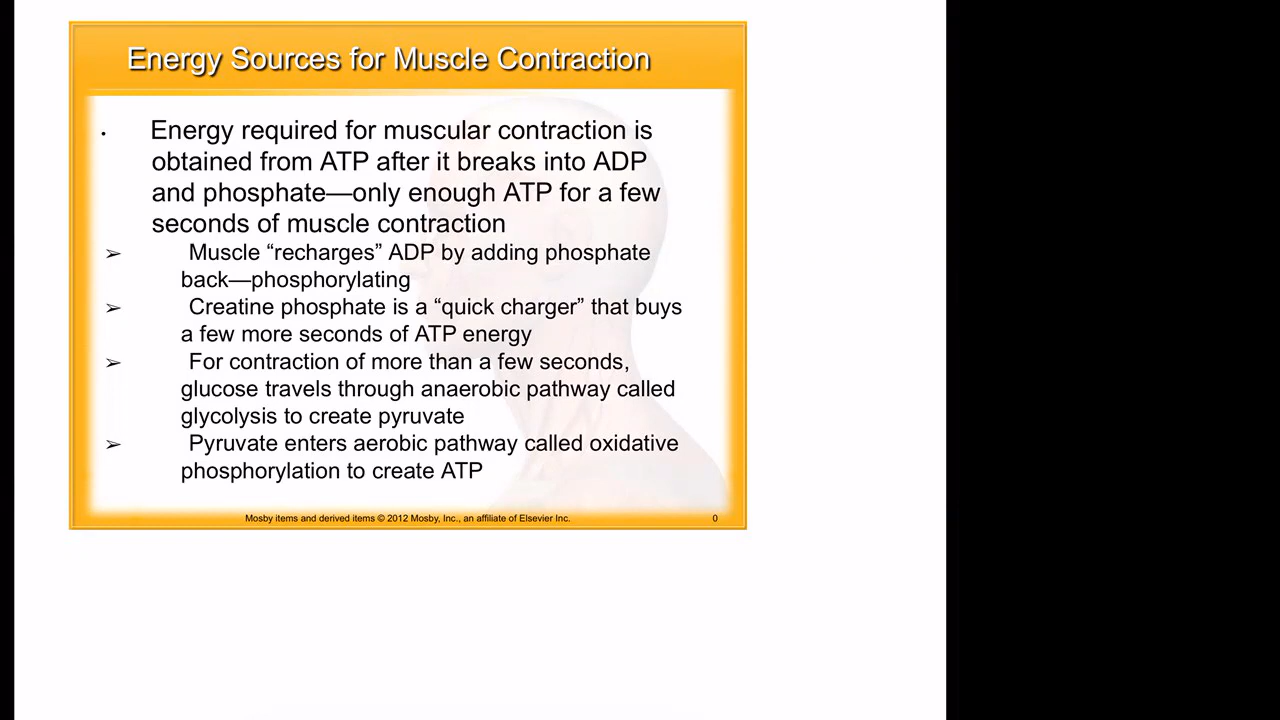 Energy Sources for Muscle Contraction
• Energy required for muscular contraction is
obtained from ATP after it breaks into ADP
and phosphate—only enough ATP for a few
seconds of muscle contraction
➢ Muscle “recharges” ADP by adding phosphate
back—phosphorylating
➢ Creatine phosphate is a “quick charger” that buys
a few more seconds of ATP energy
➢ For contraction of more than a few seconds,
glucose travels through anaerobic pathway called
glycolysis to create pyruvate
➢ Pyruvate enters aerobic pathway called oxidative
phosphorylation to create ATP
Mosby items and derived items © 2012 Mosby, Inc., an affiliate of Elsevier Inc. 0